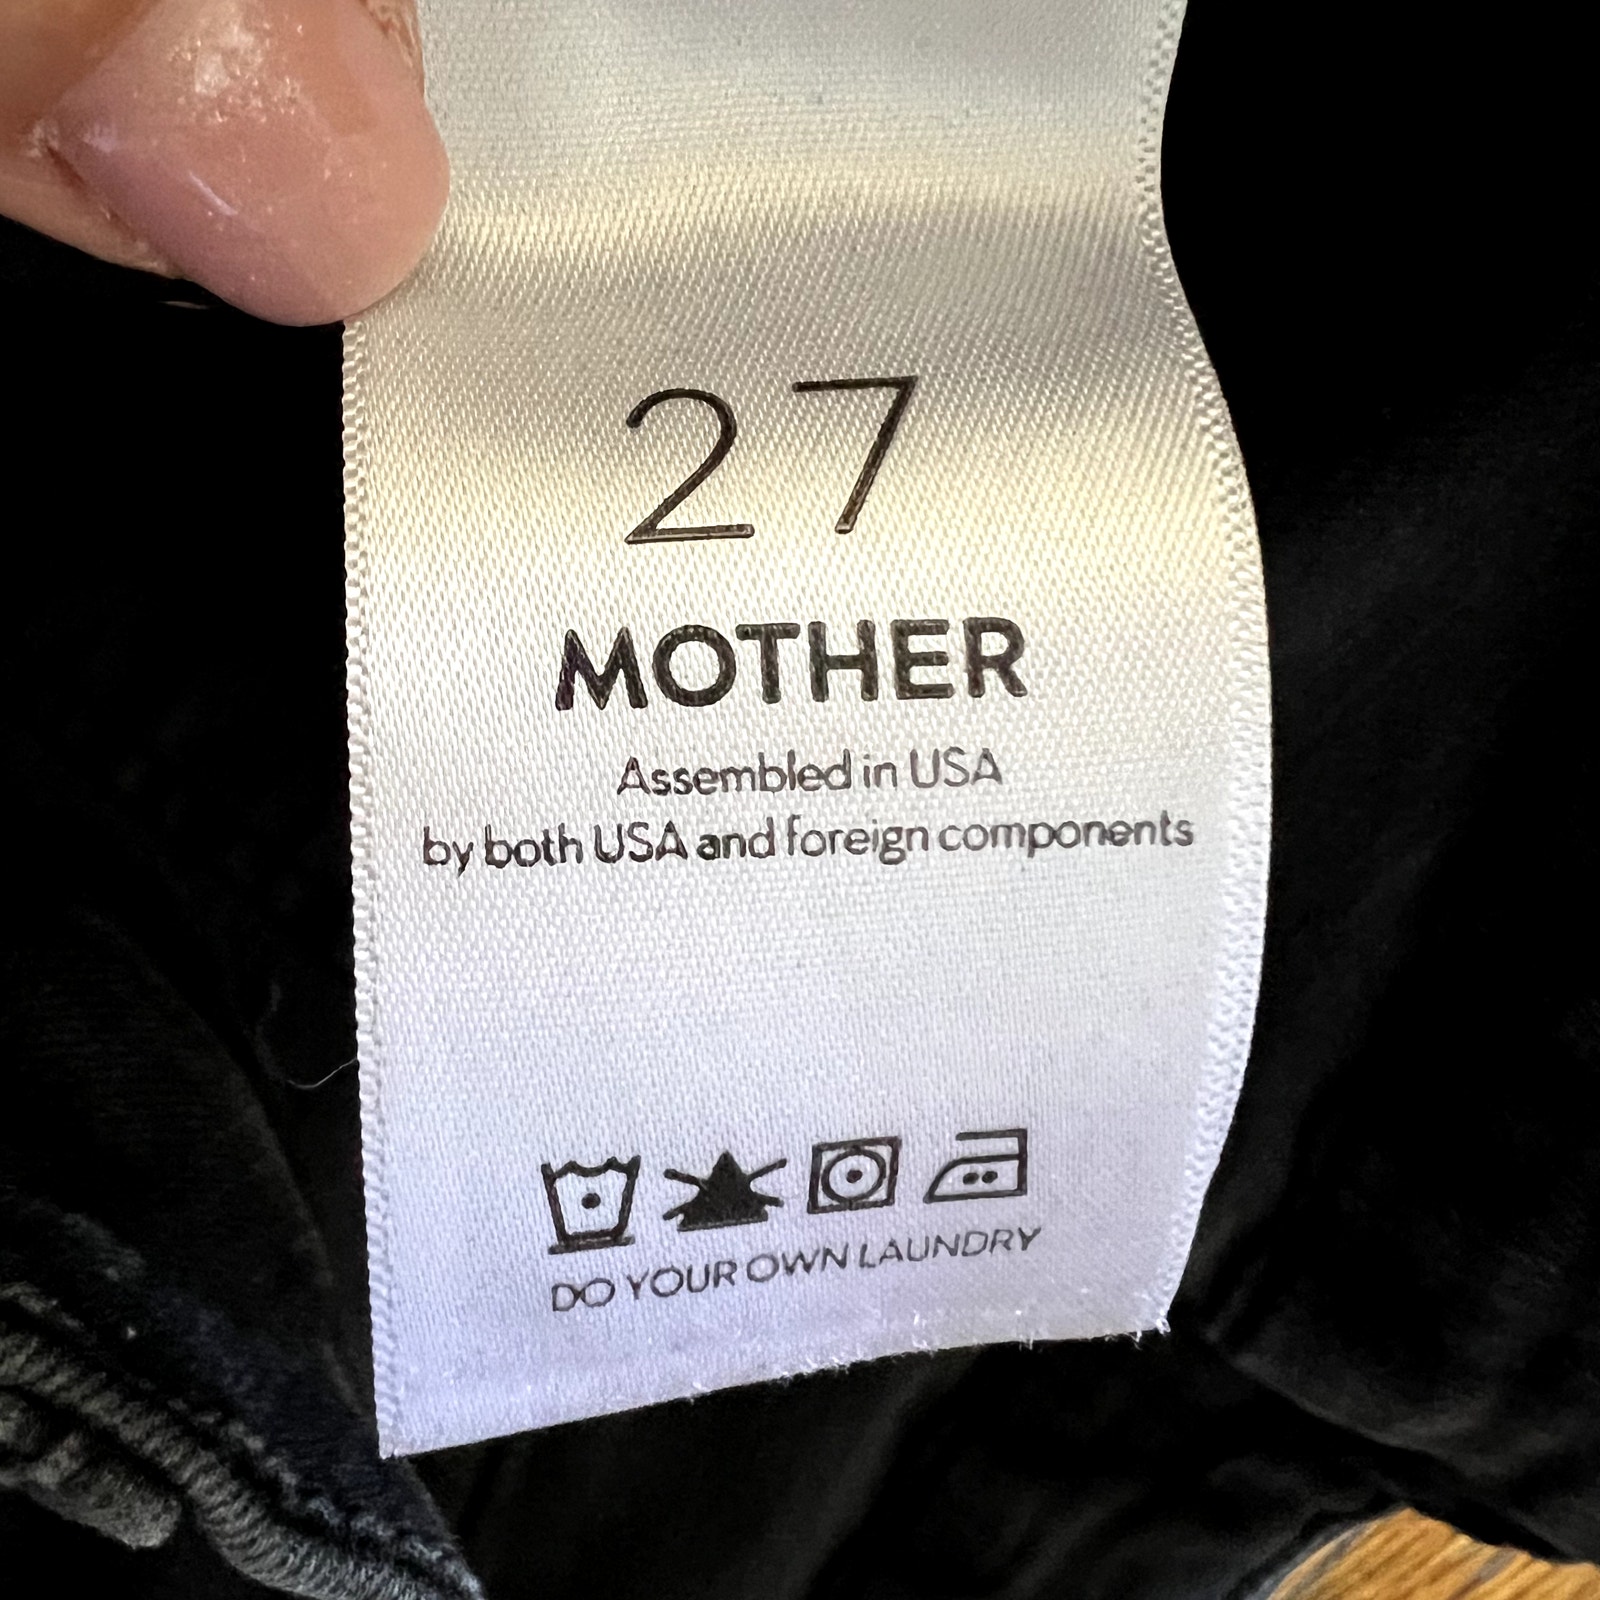 27
MOTHER
Assembled in USA
by both USA and foreign components
DO YOUR OWN LAUNDRY